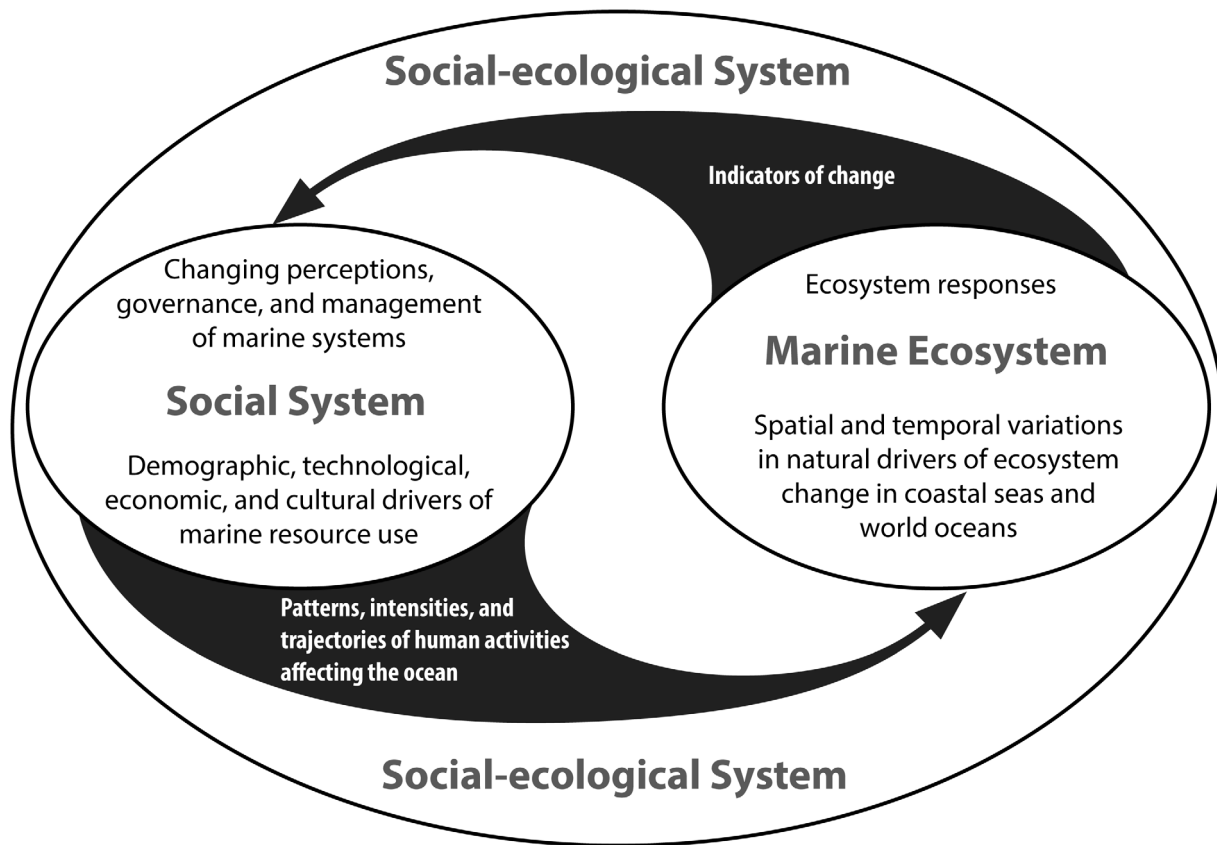 Social-ecological System
Indicators of change
Changing perceptions,
governance, and management
of marine systems
Social System
Demographic, technological,
economic, and cultural drivers of
marine resource use
Ecosystem responses
Marine Ecosystem
Spatial and temporal variations
in natural drivers of ecosystem
change in coastal seas and
world oceans
Patterns, intensities, and
trajectories of human activities
affecting the ocean
Social-ecological System